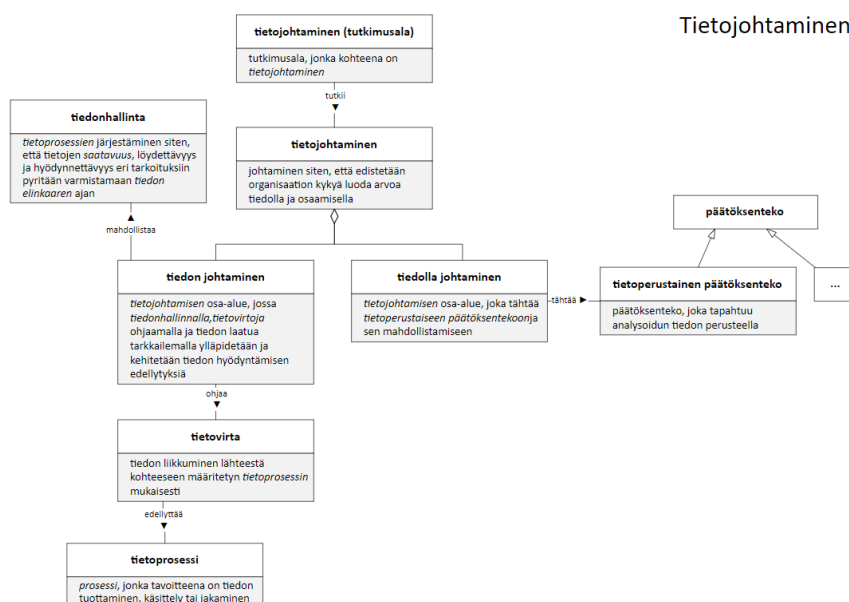 Tietojohtaminen
tietojohtaminen (tutkimusala)
tutkimusala, jonka kohteena on
tietojohtaminen
tutkii
tiedonhallinta
tietoprosessien järjestäminen siten,
että tietojen saatavuus, löydettävyys
ja hyödynnettävyys eri tarkoituksiin
pyritään varmistamaan tiedon
elinkaaren ajan
tietojohtaminen
johtaminen siten, että edistetään
organisaation kykyä luoda arvoa
tiedolla ja osaamisella
päätöksenteko
mahdollistaa
tiedon johtaminen
tietojohtamisen osa-alue, jossa
tiedonhallinnalla,tietovirtoja
ohjaamalla ja tiedon laatua
tarkkailemalla ylläpidetään ja
kehitetään tiedon hyödyntämisen
edellytyksiä
tiedolla johtaminen
tietojohtamisen osa-alue, joka tähtää
tietoperustaiseen päätöksentekoonja
sen mahdollistamiseen
tähtää
tietoperustainen päätöksenteko
päätöksenteko, joka tapahtuu
analysoidun tiedon perusteella
...
ohjaa
tietovirta
tiedon liikkuminen lähteestä
kohteeseen määritetyn tietoprosessin
mukaisesti
edellyttää
tietoprosessi
prosessi, jonka tavoitteena on tiedon
tuottaminen, käsittely tai jakaminen